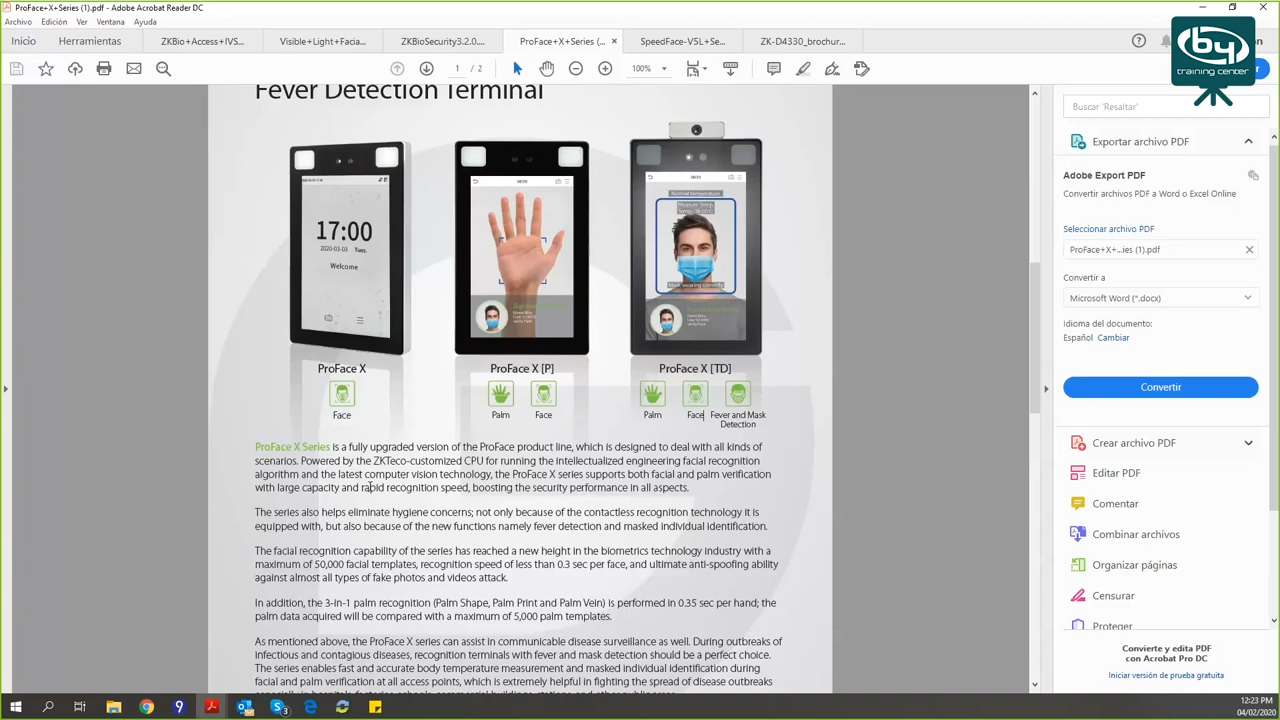 ProFace+X+Series (1).pdf - Adobe Acrobat Reader DC
Archivo Edición Ver Ventana Ayuda
Inicio Herramientas ZKBio+Access+IVS... Visible+Light+Facia... ZKBioSecurity3.2.0.... ProFace+X+Series (... SpeedFace-V5L+Se... ZK-D4330_brochur...
by
training center
1 / 2 100%
Fever Detection Terminal
17:00
2020-03-03 Tues.
Welcome
Normal temperature
Mask wearing correctly
ProFace X ProFace X [P] ProFace X [TD]
Face Palm Face Palm Face Fever and Mask
Detection
ProFace X Series is a fully upgraded version of the ProFace product line, which is designed to deal with all kinds of
scenarios. Powered by the ZKTeco-customized CPU for running the intellectualized engineering facial recognition
algorithm and the latest computer vision technology, the ProFace X series supports both facial and palm verification
with large capacity and rapid recognition speed, boosting the security performance in all aspects.
The series also helps eliminate hygiene concerns; not only because of the contactless recognition technology it is
equipped with, but also because of the new functions namely fever detection and masked individual identification.
The facial recognition capability of the series has reached a new height in the biometrics technology industry with a
maximum of 50,000 facial templates, recognition speed of less than 0.3 sec per face, and ultimate anti-spoofing ability
against almost all types of fake photos and videos attack.
In addition, the 3-in-1 palm recognition (Palm Shape, Palm Print and Palm Vein) is performed in 0.35 sec per hand; the
palm data acquired will be compared with a maximum of 5,000 palm templates.
As mentioned above, the ProFace X series can assist in communicable disease surveillance as well. During outbreaks of
infectious and contagious diseases, recognition terminals with fever and mask detection should be a perfect choice.
The series enables fast and accurate body temperature measurement and masked individual identification during
facial and palm verification at all access points, which is extremely helpful in fighting the spread of disease outbreaks
Buscar 'Resaltar'
Exportar archivo PDF
Adobe Export PDF
Convertir archivos PDF a Word o Excel Online
Seleccionar archivo PDF
ProFace+X+...ies (1).pdf
Convertir a
Microsoft Word (*.docx)
Idioma del documento:
Español Cambiar
Convertir
Crear archivo PDF
Editar PDF
Comentar
Combinar archivos
Organizar páginas
Censurar
Proteger
Convierte y edita PDF
con Acrobat Pro DC
Iniciar versión de prueba gratuita
3
12:23 PM
04/02/2020